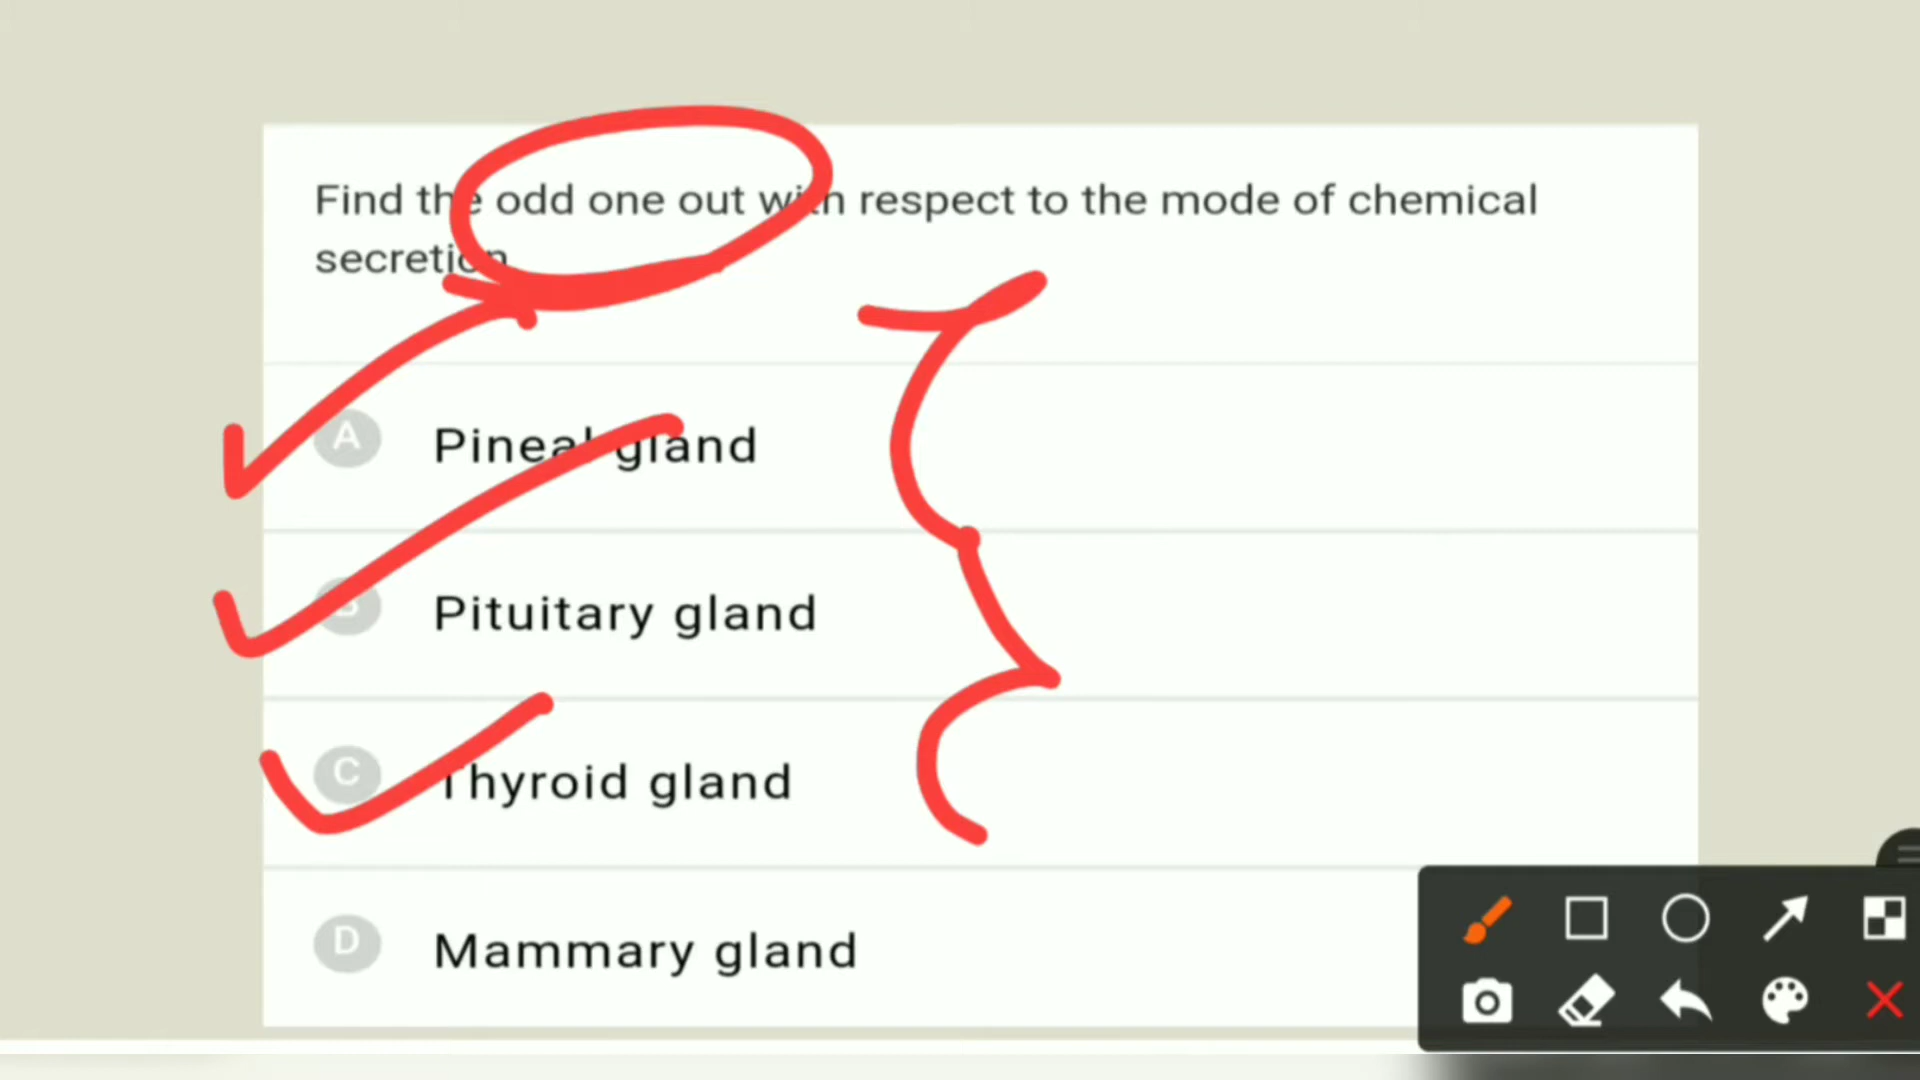 Find the odd one out with respect to the mode of chemical
secretion
A Pineal gland
B Pituitary gland
C Thyroid gland
D Mammary gland